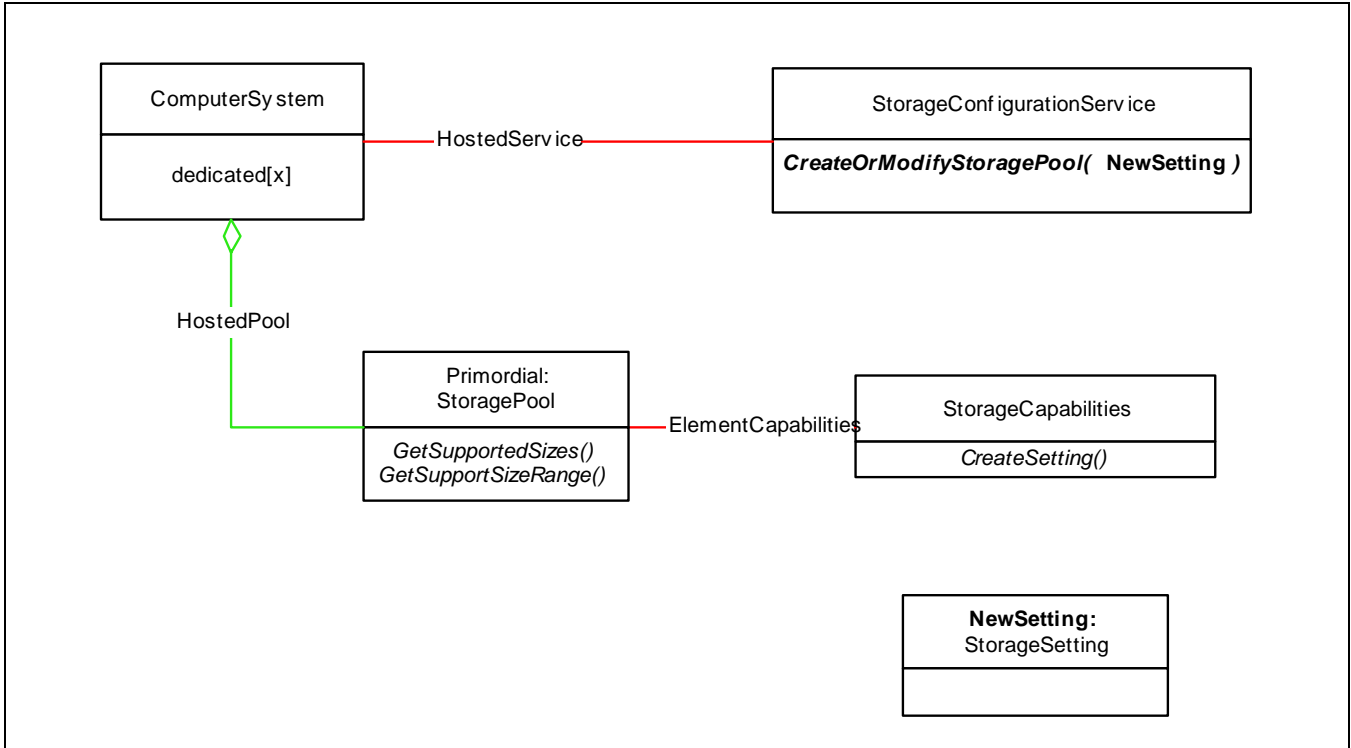 ComputerSystem
dedicated[x]
HostedService
StorageConfigurationService
CreateOrModifyStoragePool( NewSetting )
HostedPool
Primordial:
StoragePool
GetSupportedSizes()
GetSupportSizeRange()
ElementCapabilities
StorageCapabilities
CreateSetting()
NewSetting:
StorageSetting